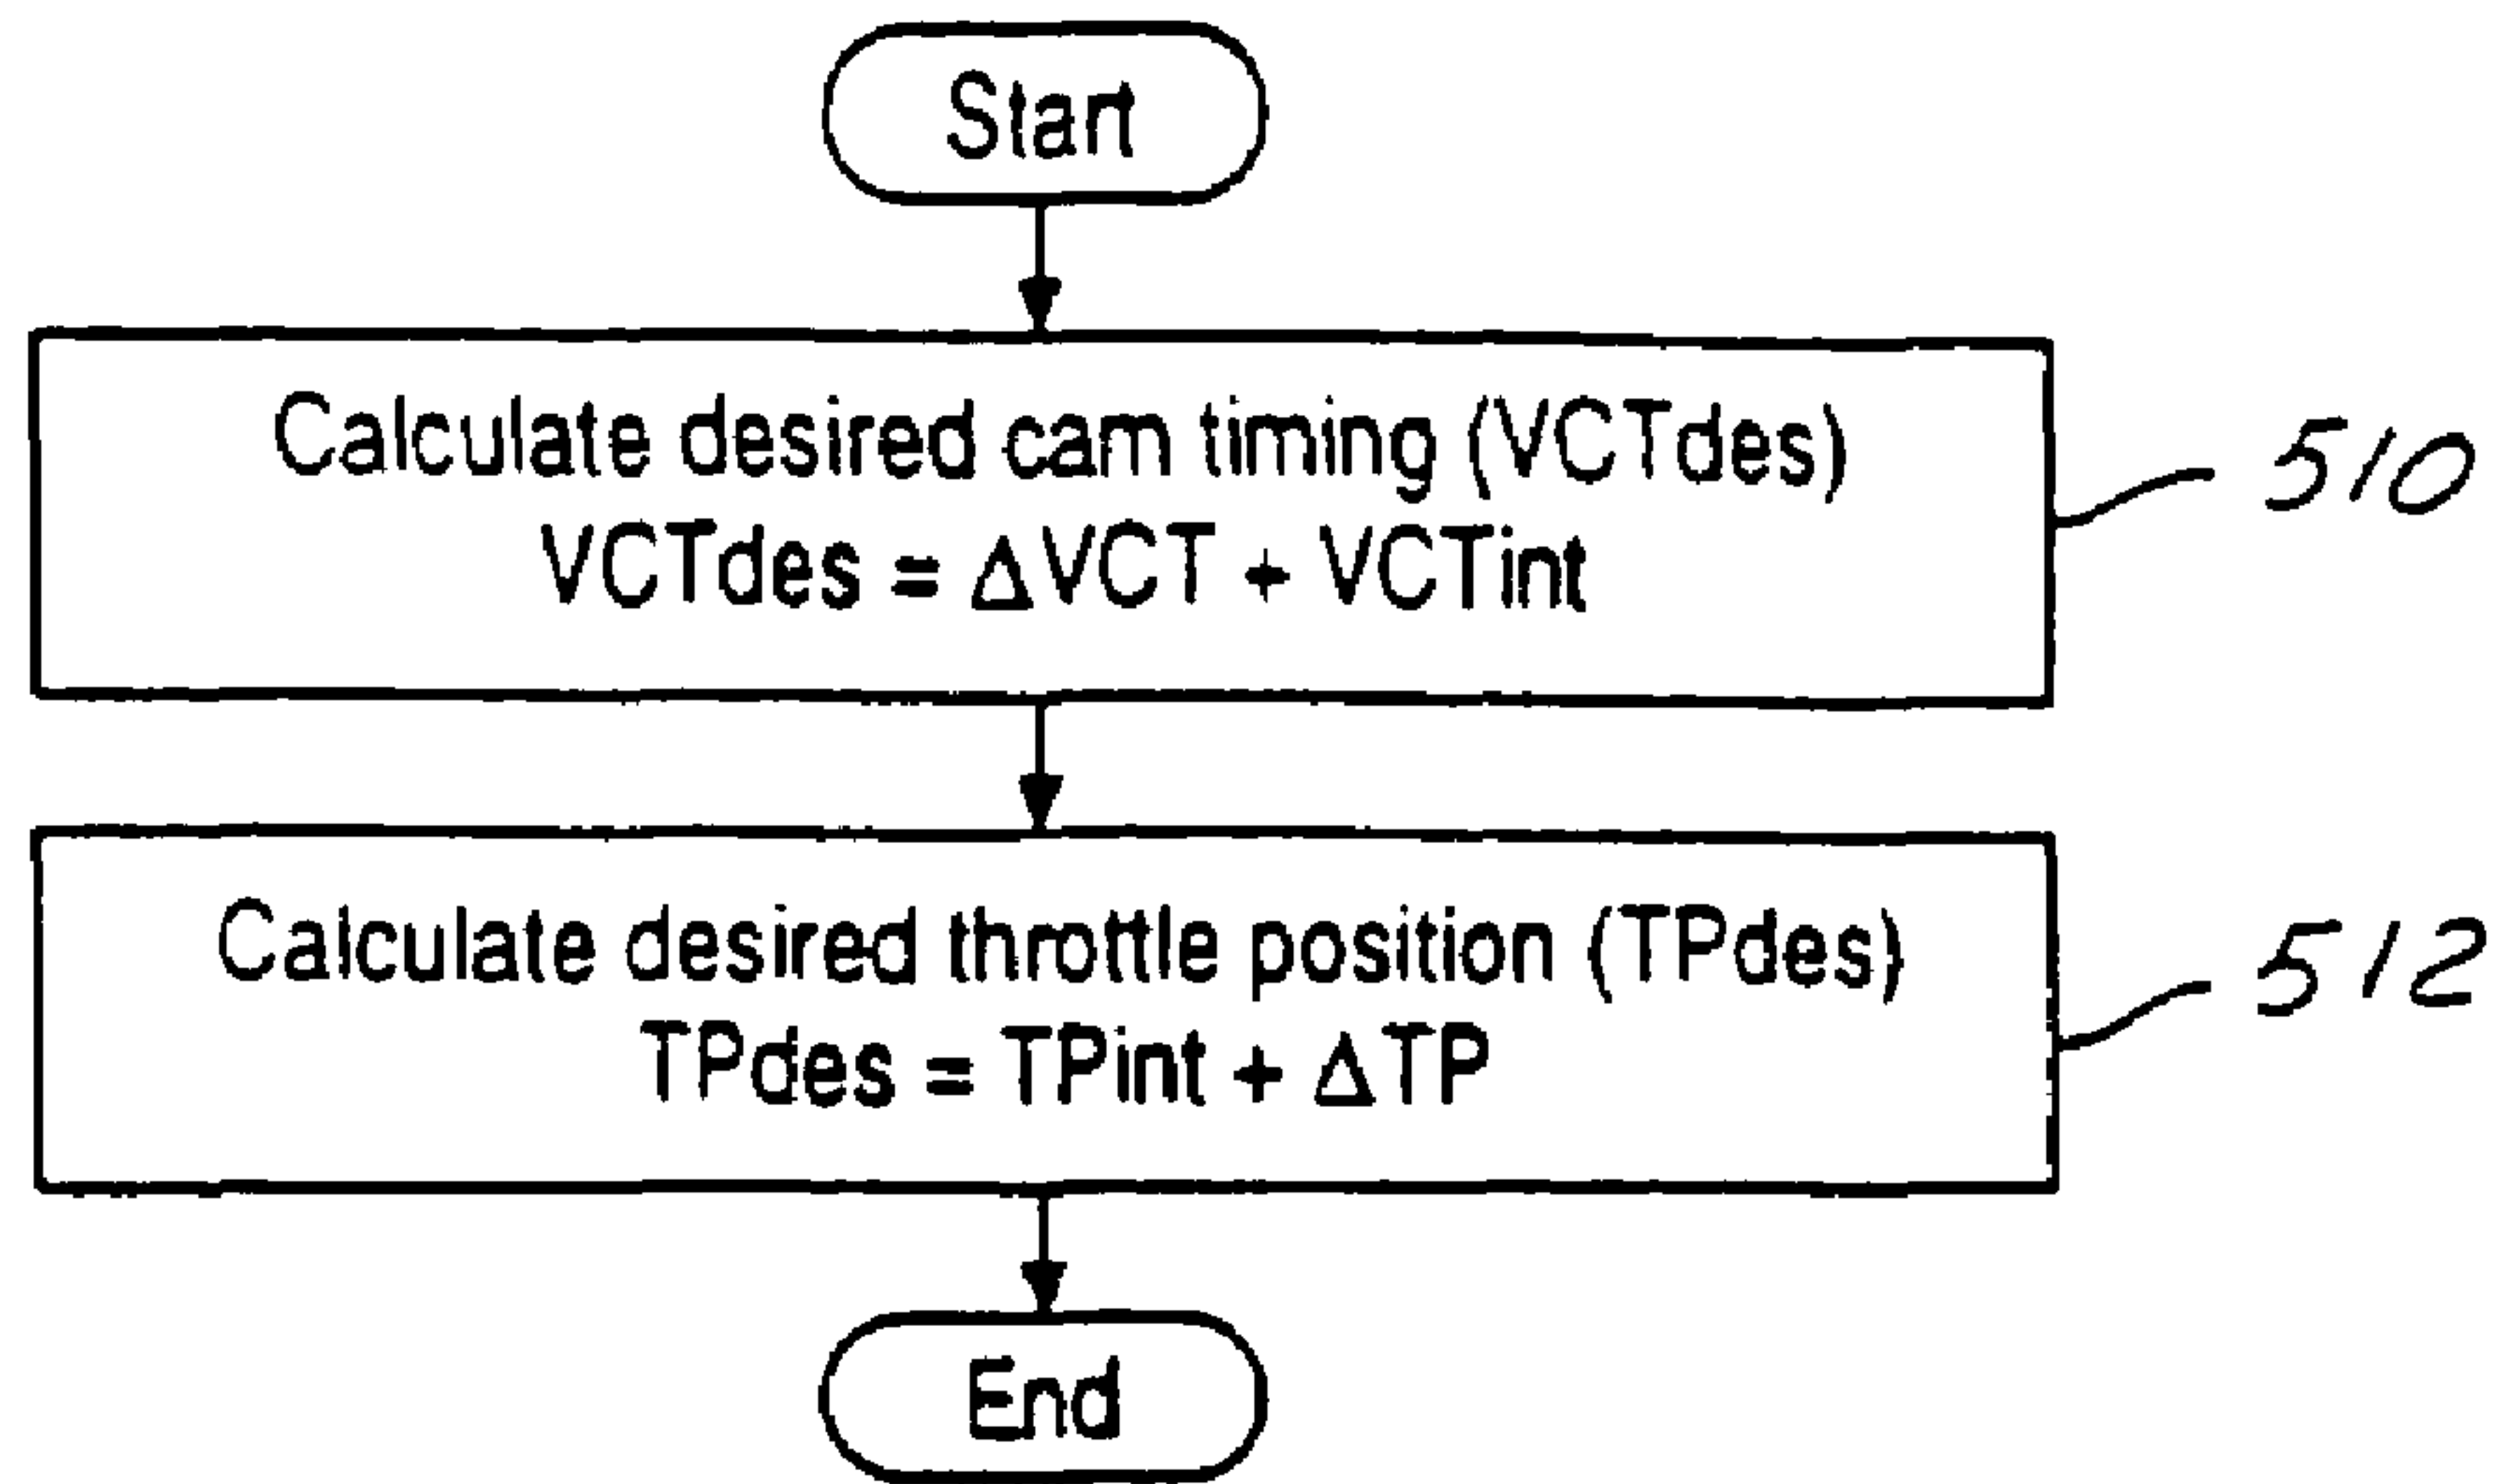 Start
Calculate desired cam timing (VCTdes)
VCTdes = ΔVCT + VCTint
510
Calculate desired throttle position (TPdes)
TPdes = TPint + ΔTP
512
End